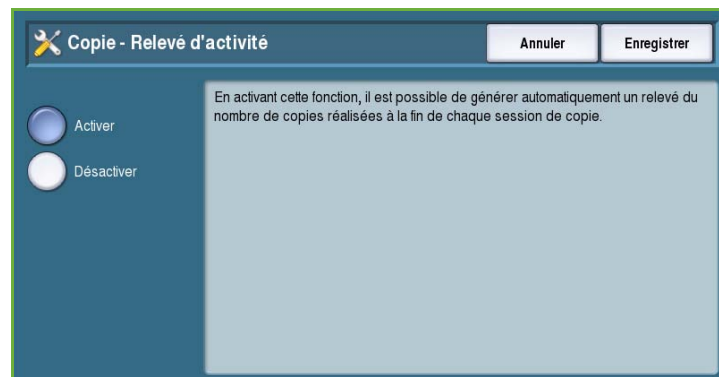 Copie - Relevé d'activité
Annuler
Enregistrer
En activant cette fonction, il est possible de générer automatiquement un relevé du
nombre de copies réalisées à la fin de chaque session de copie.
Activer
Désactiver